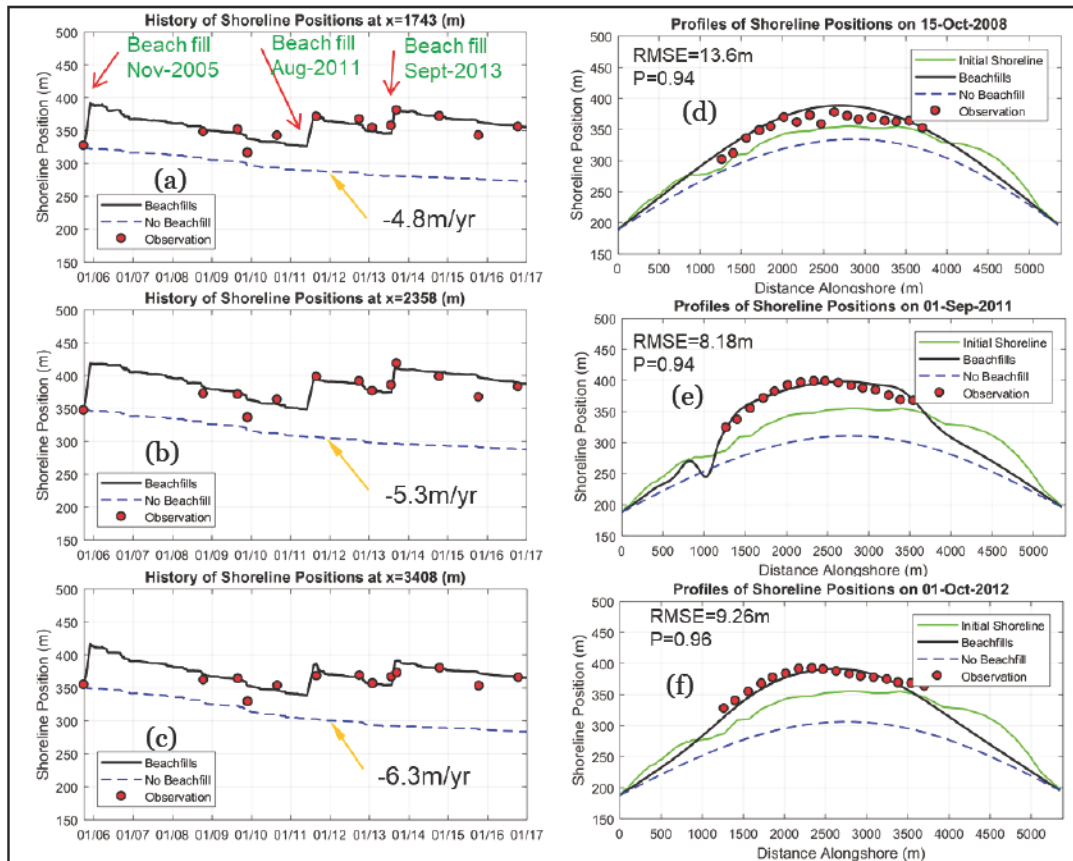 History of Shoreline Positions at x=1743 (m)
Shoreline Position (m)
500
450
400
350
300
250
200
150
Beach fill
Nov-2005
Beach fill
Aug-2011
Beach fill
Sept-2013
(a)
-4.8m/yr
Beachfills
No Beachfill
Observation
01/06 01/07 01/08 01/09 01/10 01/11 01/12 01/13 01/14 01/15 01/16 01/17
History of Shoreline Positions at x=2358 (m)
Shoreline Position (m)
500
450
400
350
300
250
200
150
(b)
-5.3m/yr
Beachfills
No Beachfill
Observation
01/06 01/07 01/08 01/09 01/10 01/11 01/12 01/13 01/14 01/15 01/16 01/17
History of Shoreline Positions at x=3408 (m)
Shoreline Position (m)
500
450
400
350
300
250
200
150
(c)
-6.3m/yr
Beachfills
No Beachfill
Observation
01/06 01/07 01/08 01/09 01/10 01/11 01/12 01/13 01/14 01/15 01/16 01/17
Profiles of Shoreline Positions on 15-Oct-2008
Shoreline Position (m)
500
450
400
350
300
250
200
150
RMSE=13.6m
P=0.94
(d)
Initial Shoreline
Beachfills
No Beachfill
Observation
0 500 1000 1500 2000 2500 3000 3500 4000 4500 5000
Distance Alongshore (m)
Profiles of Shoreline Positions on 01-Sep-2011
Shoreline Position (m)
500
450
400
350
300
250
200
150
RMSE=8.18m
P=0.94
(e)
Initial Shoreline
Beachfills
No Beachfill
Observation
0 500 1000 1500 2000 2500 3000 3500 4000 4500 5000
Distance Alongshore (m)
Profiles of Shoreline Positions on 01-Oct-2012
Shoreline Position (m)
500
450
400
350
300
250
200
150
RMSE=9.26m
P=0.96
(f)
Initial Shoreline
Beachfills
No Beachfill
Observation
0 500 1000 1500 2000 2500 3000 3500 4000 4500 5000
Distance Alongshore (m)